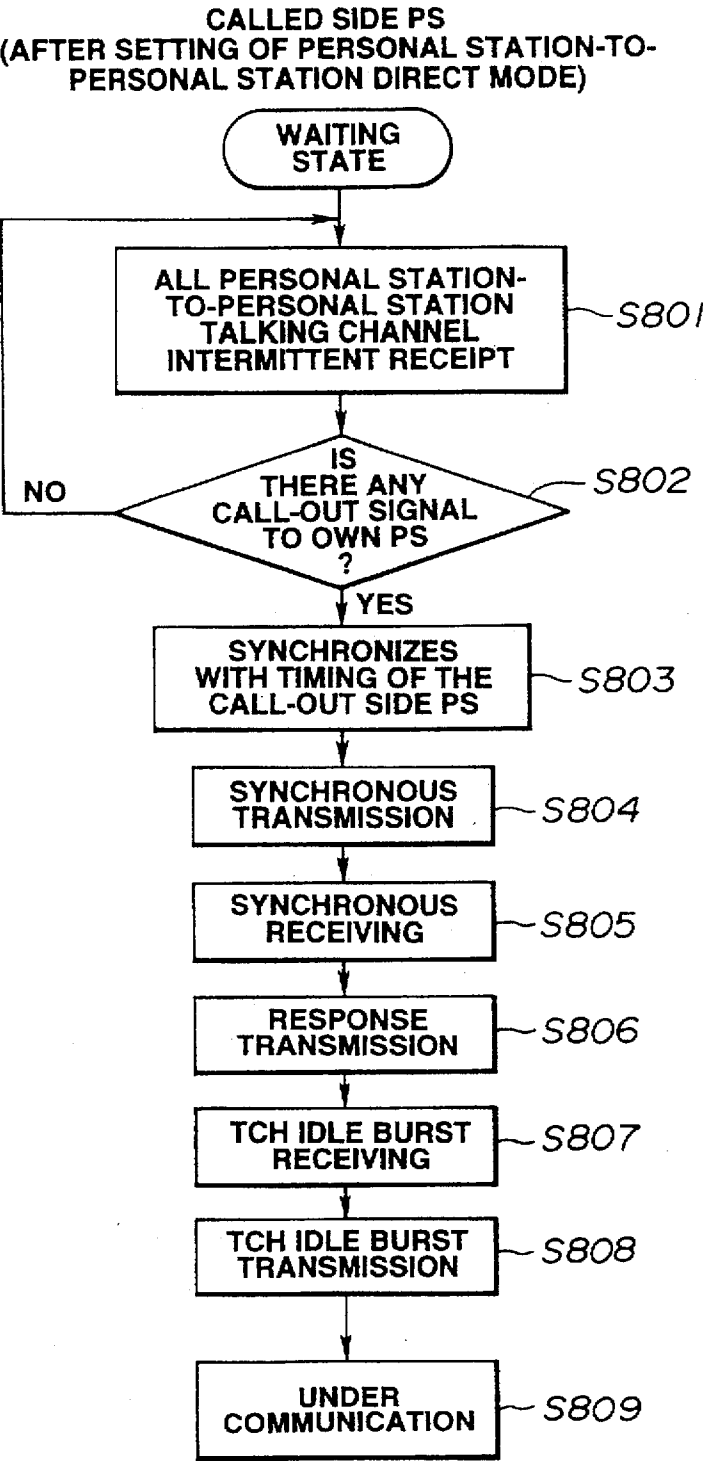 CALLED SIDE PS
(AFTER SETTING OF PERSONAL STATION-TO-
PERSONAL STATION DIRECT MODE)
WAITING
STATE
ALL PERSONAL STATION-
TO-PERSONAL STATION
TALKING CHANNEL
INTERMITTENT RECEIPT
S801
IS
THERE ANY
CALL-OUT SIGNAL
TO OWN PS
?
S802
NO
YES
SYNCHRONIZES
WITH TIMING OF THE
CALL-OUT SIDE PS
S803
SYNCHRONOUS
TRANSMISSION
S804
SYNCHRONOUS
RECEIVING
S805
RESPONSE
TRANSMISSION
S806
TCH IDLE BURST
RECEIVING
S807
TCH IDLE BURST
TRANSMISSION
S808
UNDER
COMMUNICATION
S809